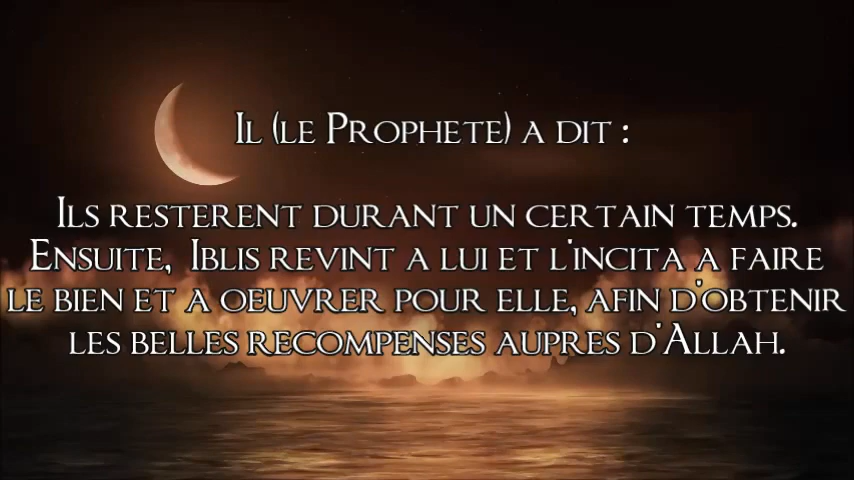 Il (le Prophete) a dit :
Ils resterent durant un certain temps.
Ensuite, Iblis revint a lui et l'incita a faire
le bien et a oeuvrer pour elle, afin d'obtenir
les belles recompenses aupres d'Allah.